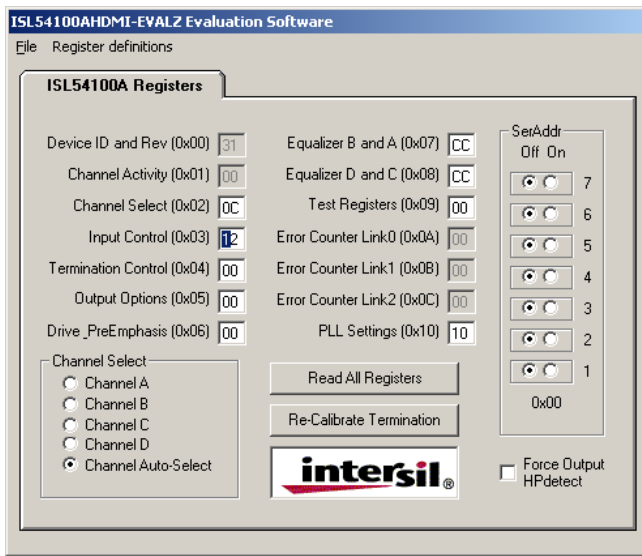 ISL54100AHDMI-EVALZ Evaluation Software
File Register definitions
ISL54100A Registers
Device ID and Rev (0x00) 31
Channel Activity (0x01) 00
Channel Select (0x02) 0C
Input Control (0x03) 12
Termination Control (0x04) 00
Output Options (0x05) 00
Drive_PreEmphasis (0x06) 00
Equalizer B and A (0x07) CC
Equalizer D and C (0x08) CC
Test Registers (0x09) 00
Error Counter Link0 (0x0A) 00
Error Counter Link1 (0x0B) 00
Error Counter Link2 (0x0C) 00
PLL Settings (0x10) 10
SerAddr
Off On
7
6
5
4
3
2
1
0x00
Channel Select
Channel A
Channel B
Channel C
Channel D
Channel Auto-Select
Read All Registers
Re-Calibrate Termination
intersil®
Force Output
HPdetect